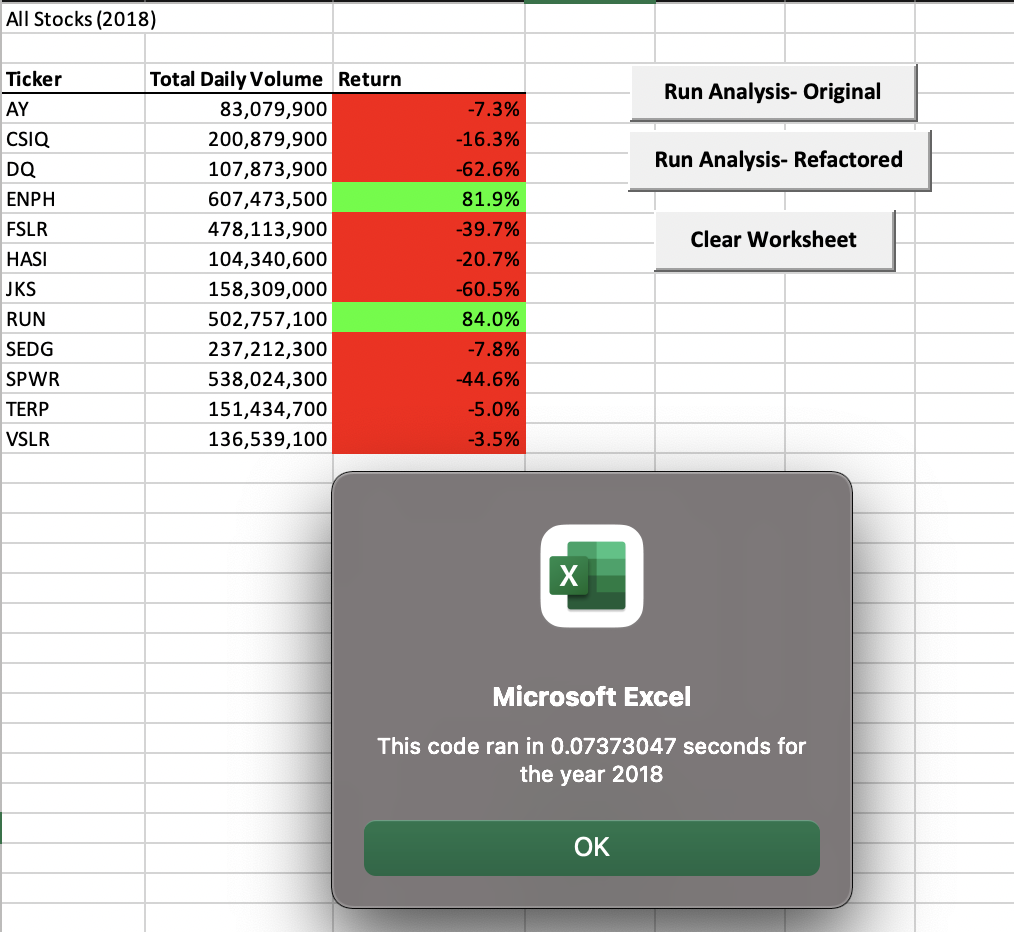 All Stocks (2018)
Ticker Total Daily Volume Return
AY 83,079,900 -7.3%
CSIQ 200,879,900 -16.3%
DQ 107,873,900 -62.6%
ENPH 607,473,500 81.9%
FSLR 478,113,900 -39.7%
HASI 104,340,600 -20.7%
JKS 158,309,000 -60.5%
RUN 502,757,100 84.0%
SEDG 237,212,300 -7.8%
SPWR 538,024,300 -44.6%
TERP 151,434,700 -5.0%
VSLR 136,539,100 -3.5%
Run Analysis- Original
Run Analysis- Refactored
Clear Worksheet
X
Microsoft Excel
This code ran in 0.07373047 seconds for
the year 2018
OK